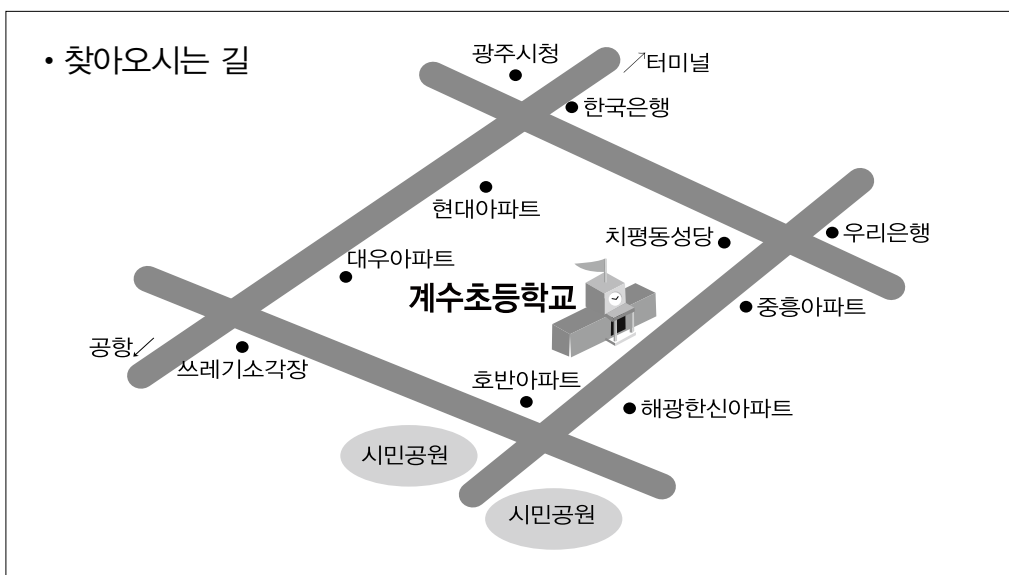 • 찾아오시는 길
광주시청
↗터미널
한국은행
현대아파트
치평동성당
우리은행
대우아파트
계수초등학교
중흥아파트
공항↙
쓰레기소각장
호반아파트
해광한신아파트
시민공원
시민공원